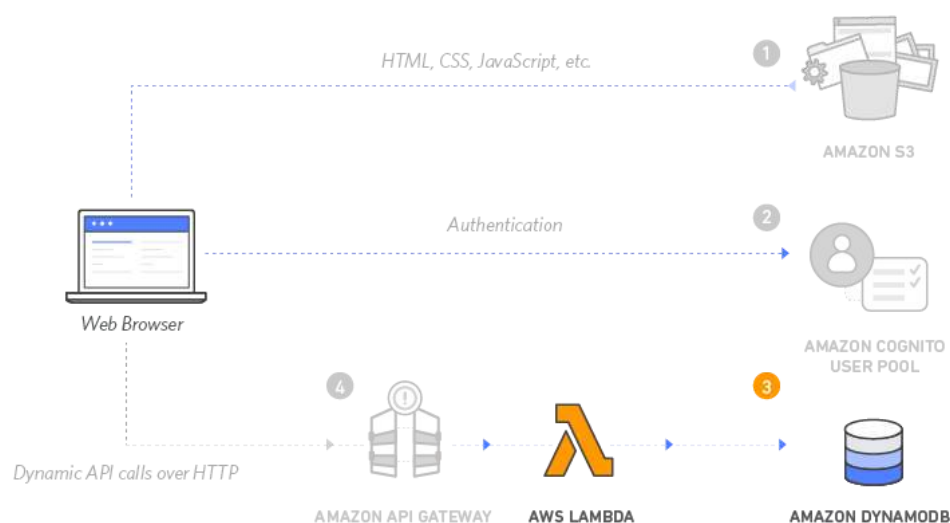 HTML, CSS, JavaScript, etc.
1
AMAZON S3
Authentication
2
Web Browser
AMAZON COGNITO
USER POOL
4
3
Dynamic API calls over HTTP
AMAZON API GATEWAY
AWS LAMBDA
AMAZON DYNAMODB